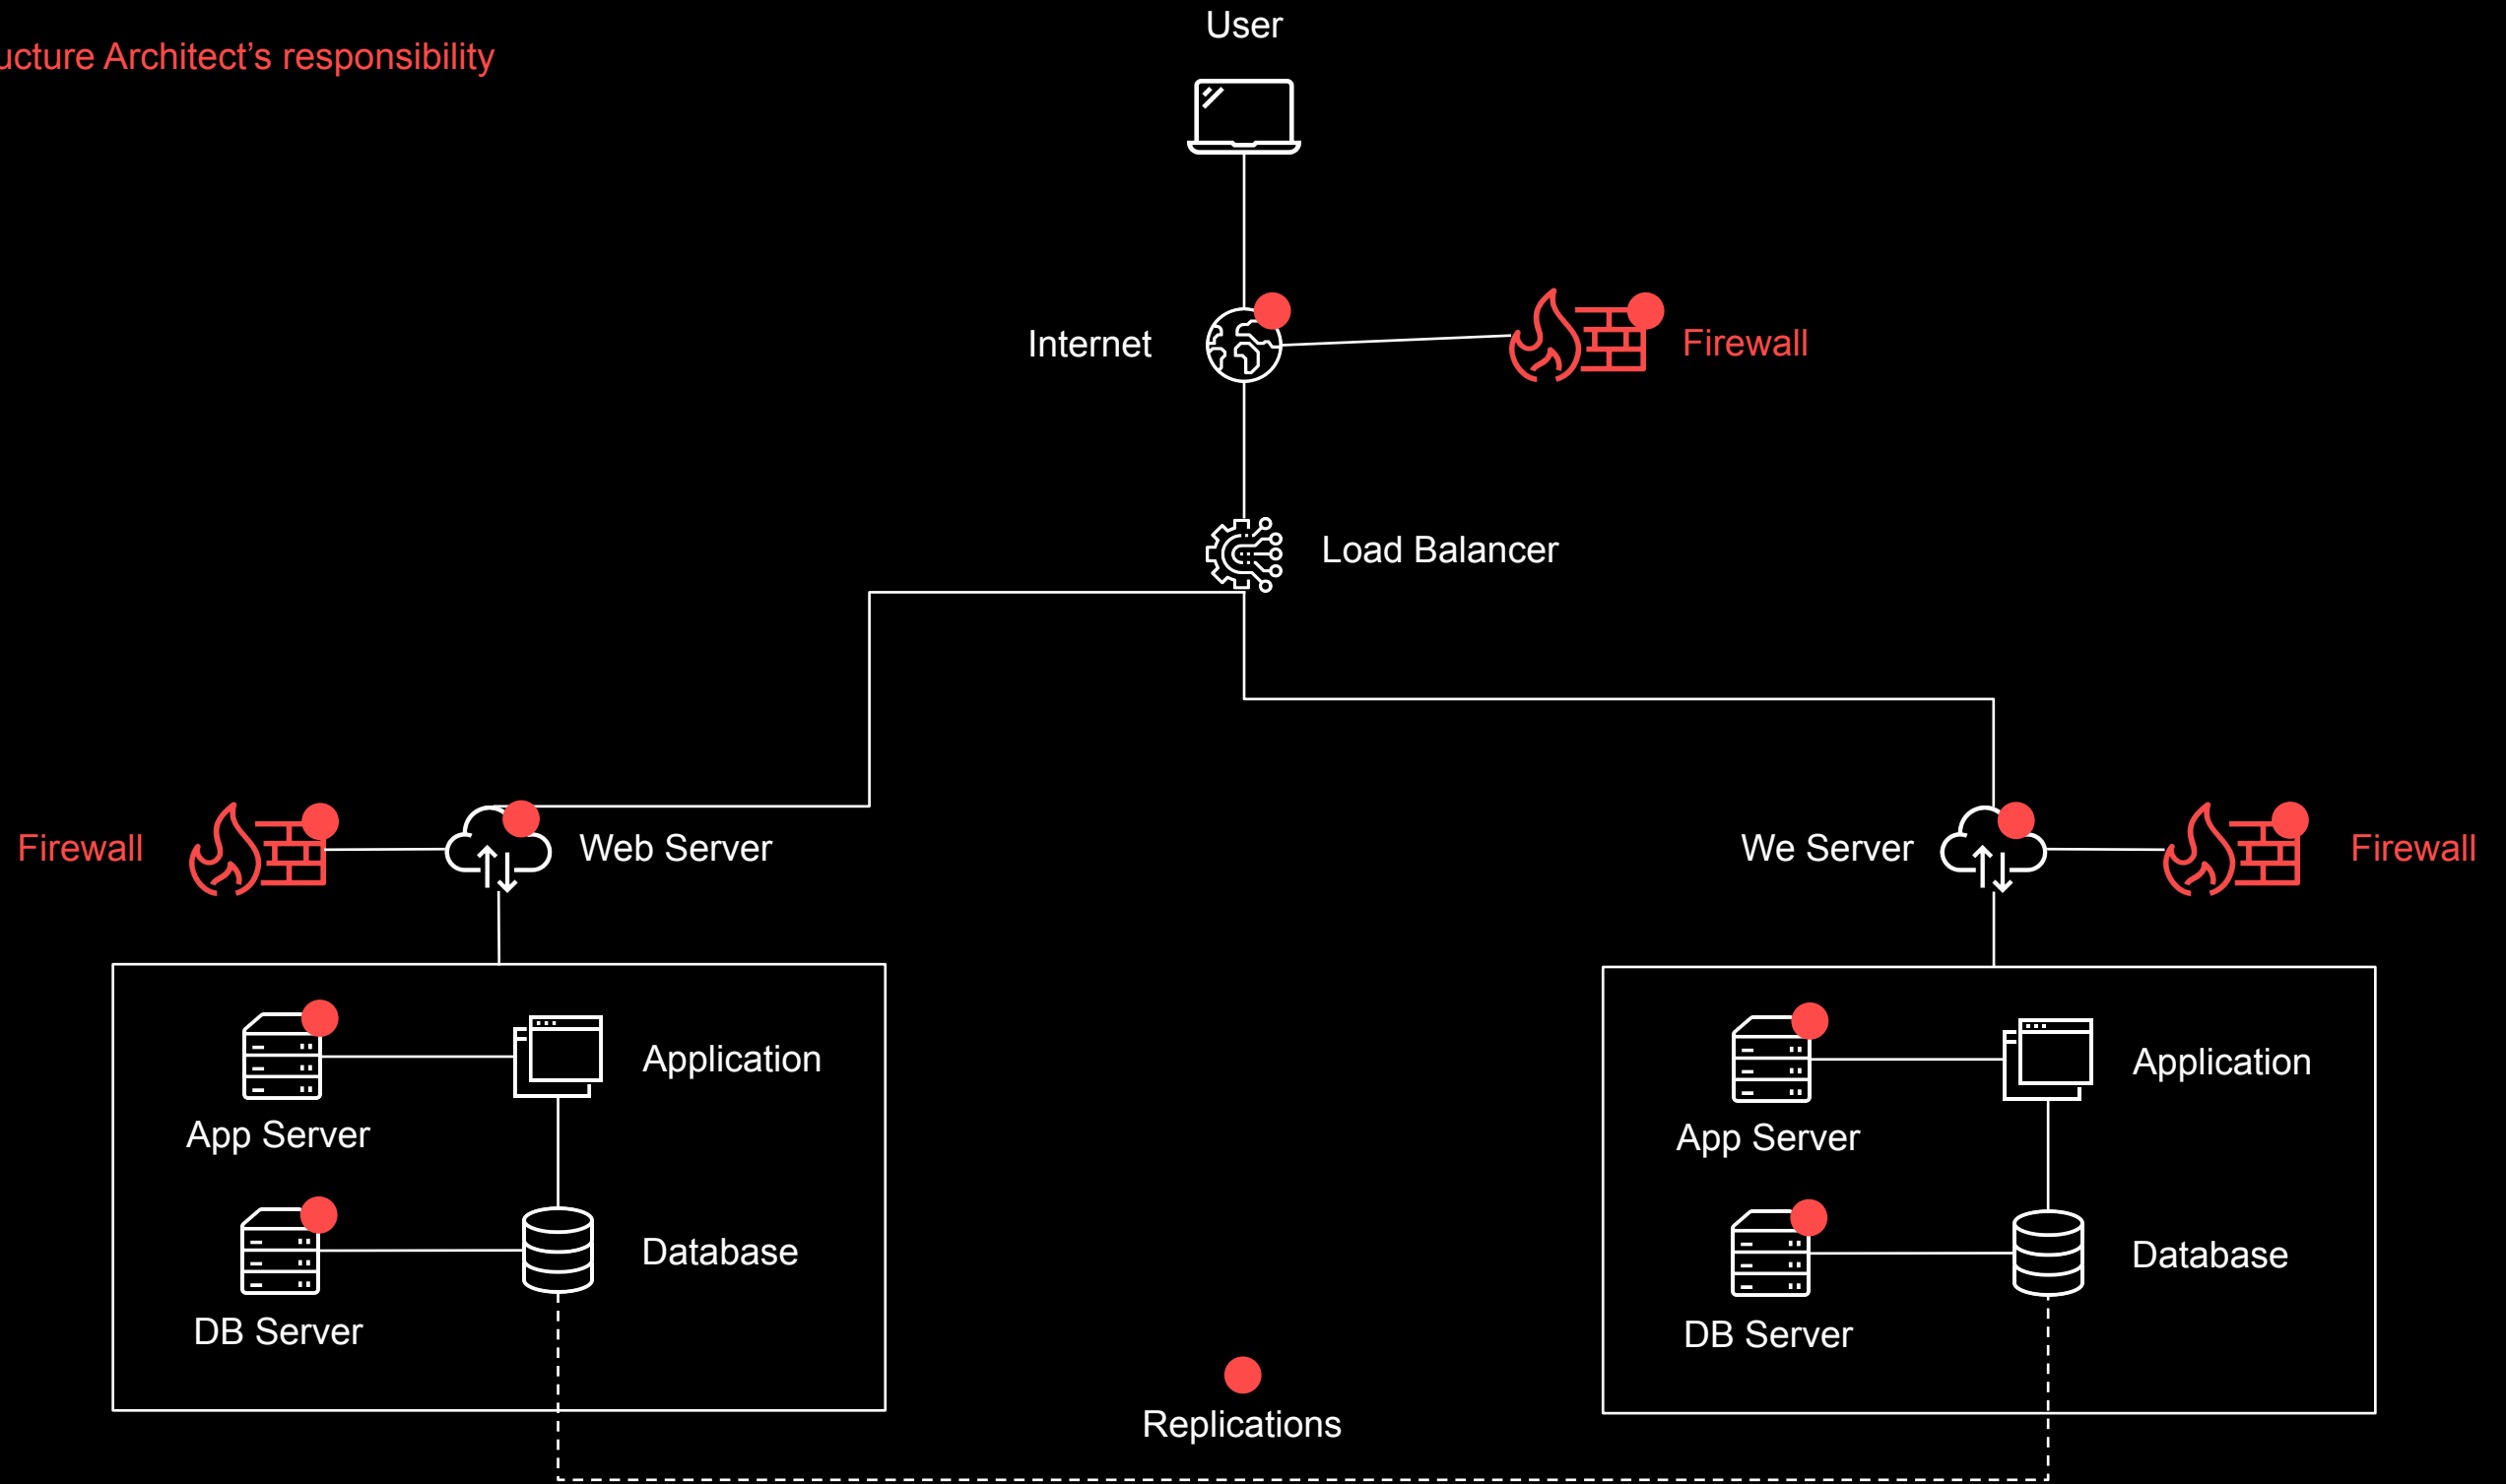 User
ucture Architect’s responsibility
Internet
Firewall
Load Balancer
Firewall
Web Server
We Server
Firewall
Application
App Server
Database
DB Server
Application
App Server
Database
DB Server
Replications